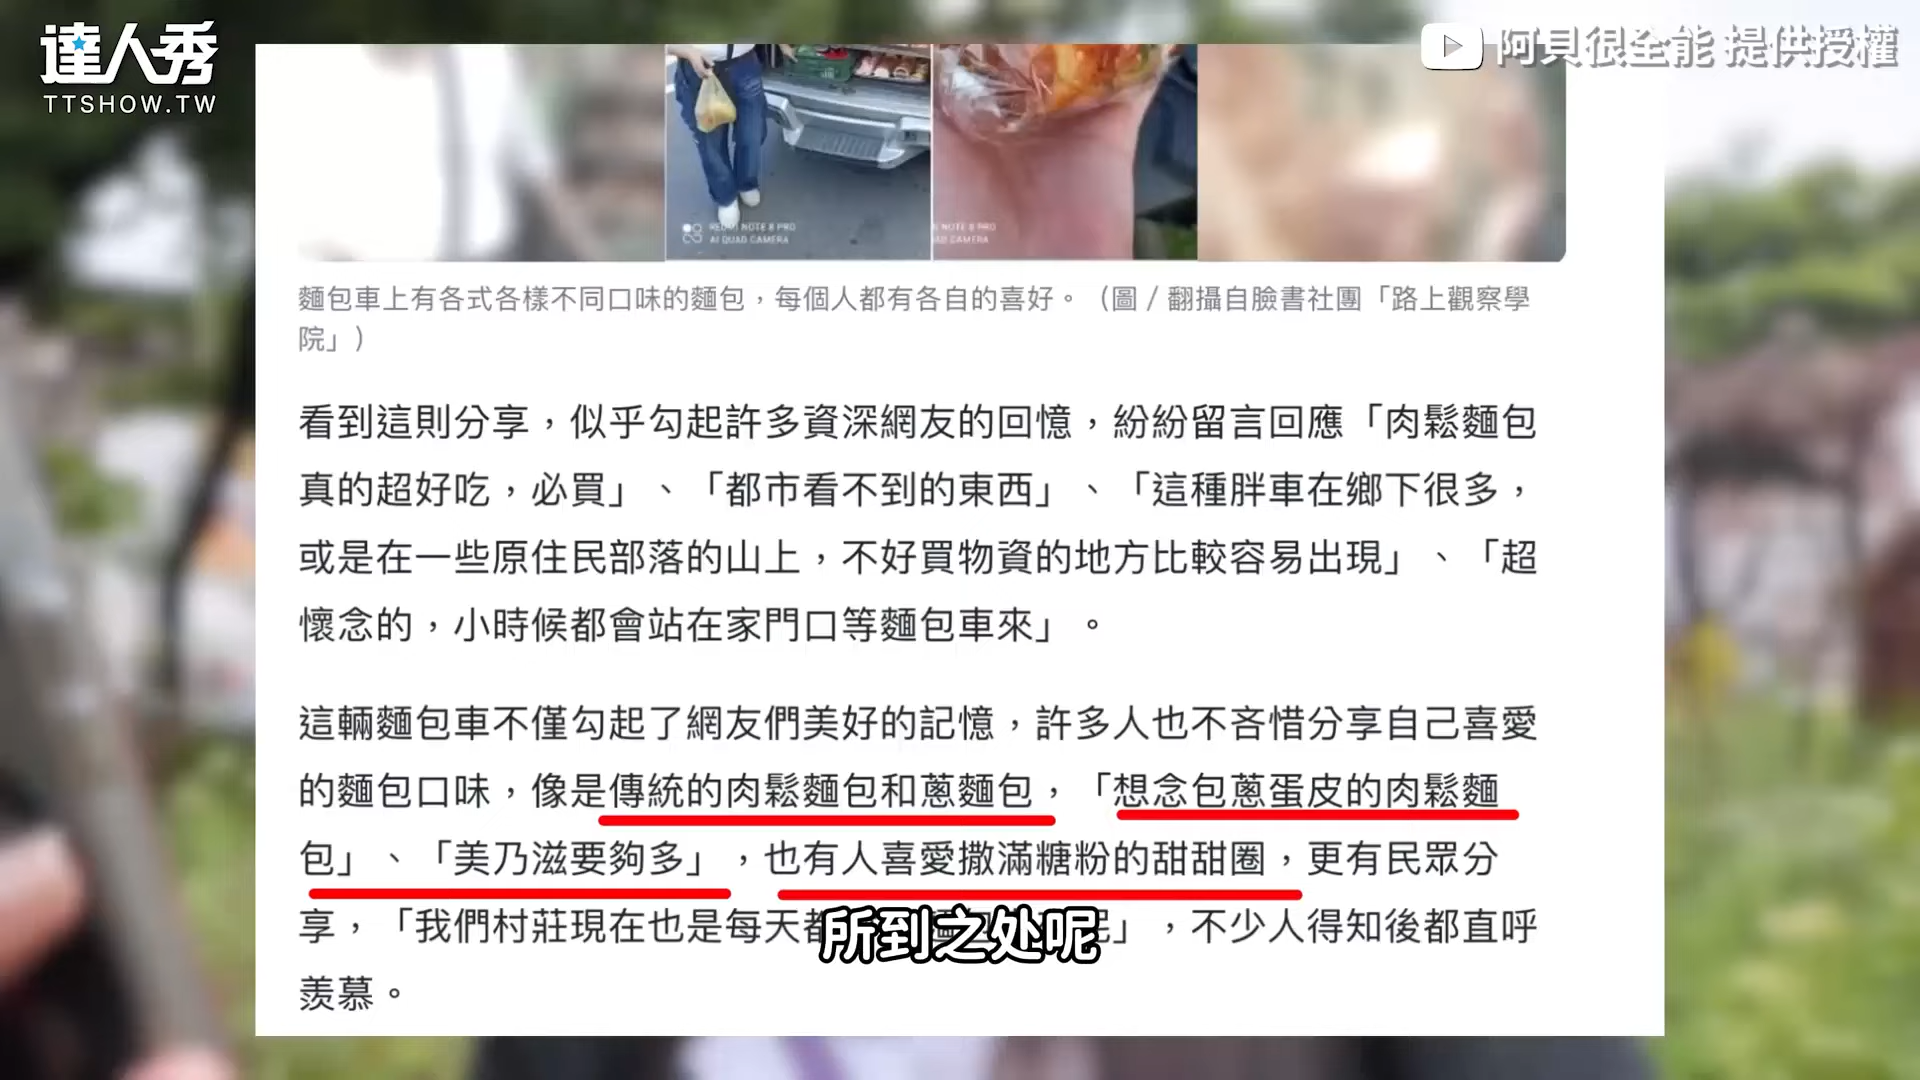 達人秀
TTSHOW.TW
阿貝很全能 提供授權
REDMI NOTE 8 PRO
AI QUAD CAMERA
NOTE 8 PRO
CAMERA
麵包車上有各式各樣不同口味的麵包，每個人都有各自的喜好。（圖／翻攝自臉書社團「路上觀察學
院」）
看到這則分享，似乎勾起許多資深網友的回憶，紛紛留言回應「肉鬆麵包
真的超好吃，必買」、「都市看不到的東西」、「這種胖車在鄉下很多，
或是在一些原住民部落的山上，不好買物資的地方比較容易出現」、「超
懷念的，小時候都會站在家門口等麵包車來」。
這輛麵包車不僅勾起了網友們美好的記憶，許多人也不吝惜分享自己喜愛
的麵包口味，像是傳統的肉鬆麵包和蔥麵包，「想念包蔥蛋皮的肉鬆麵
包」、「美乃滋要夠多」，也有人喜愛撒滿糖粉的甜甜圈，更有民眾分
享，「我們村莊現在也是每天都」，不少人得知後都直呼
所到之处呢
羨慕。